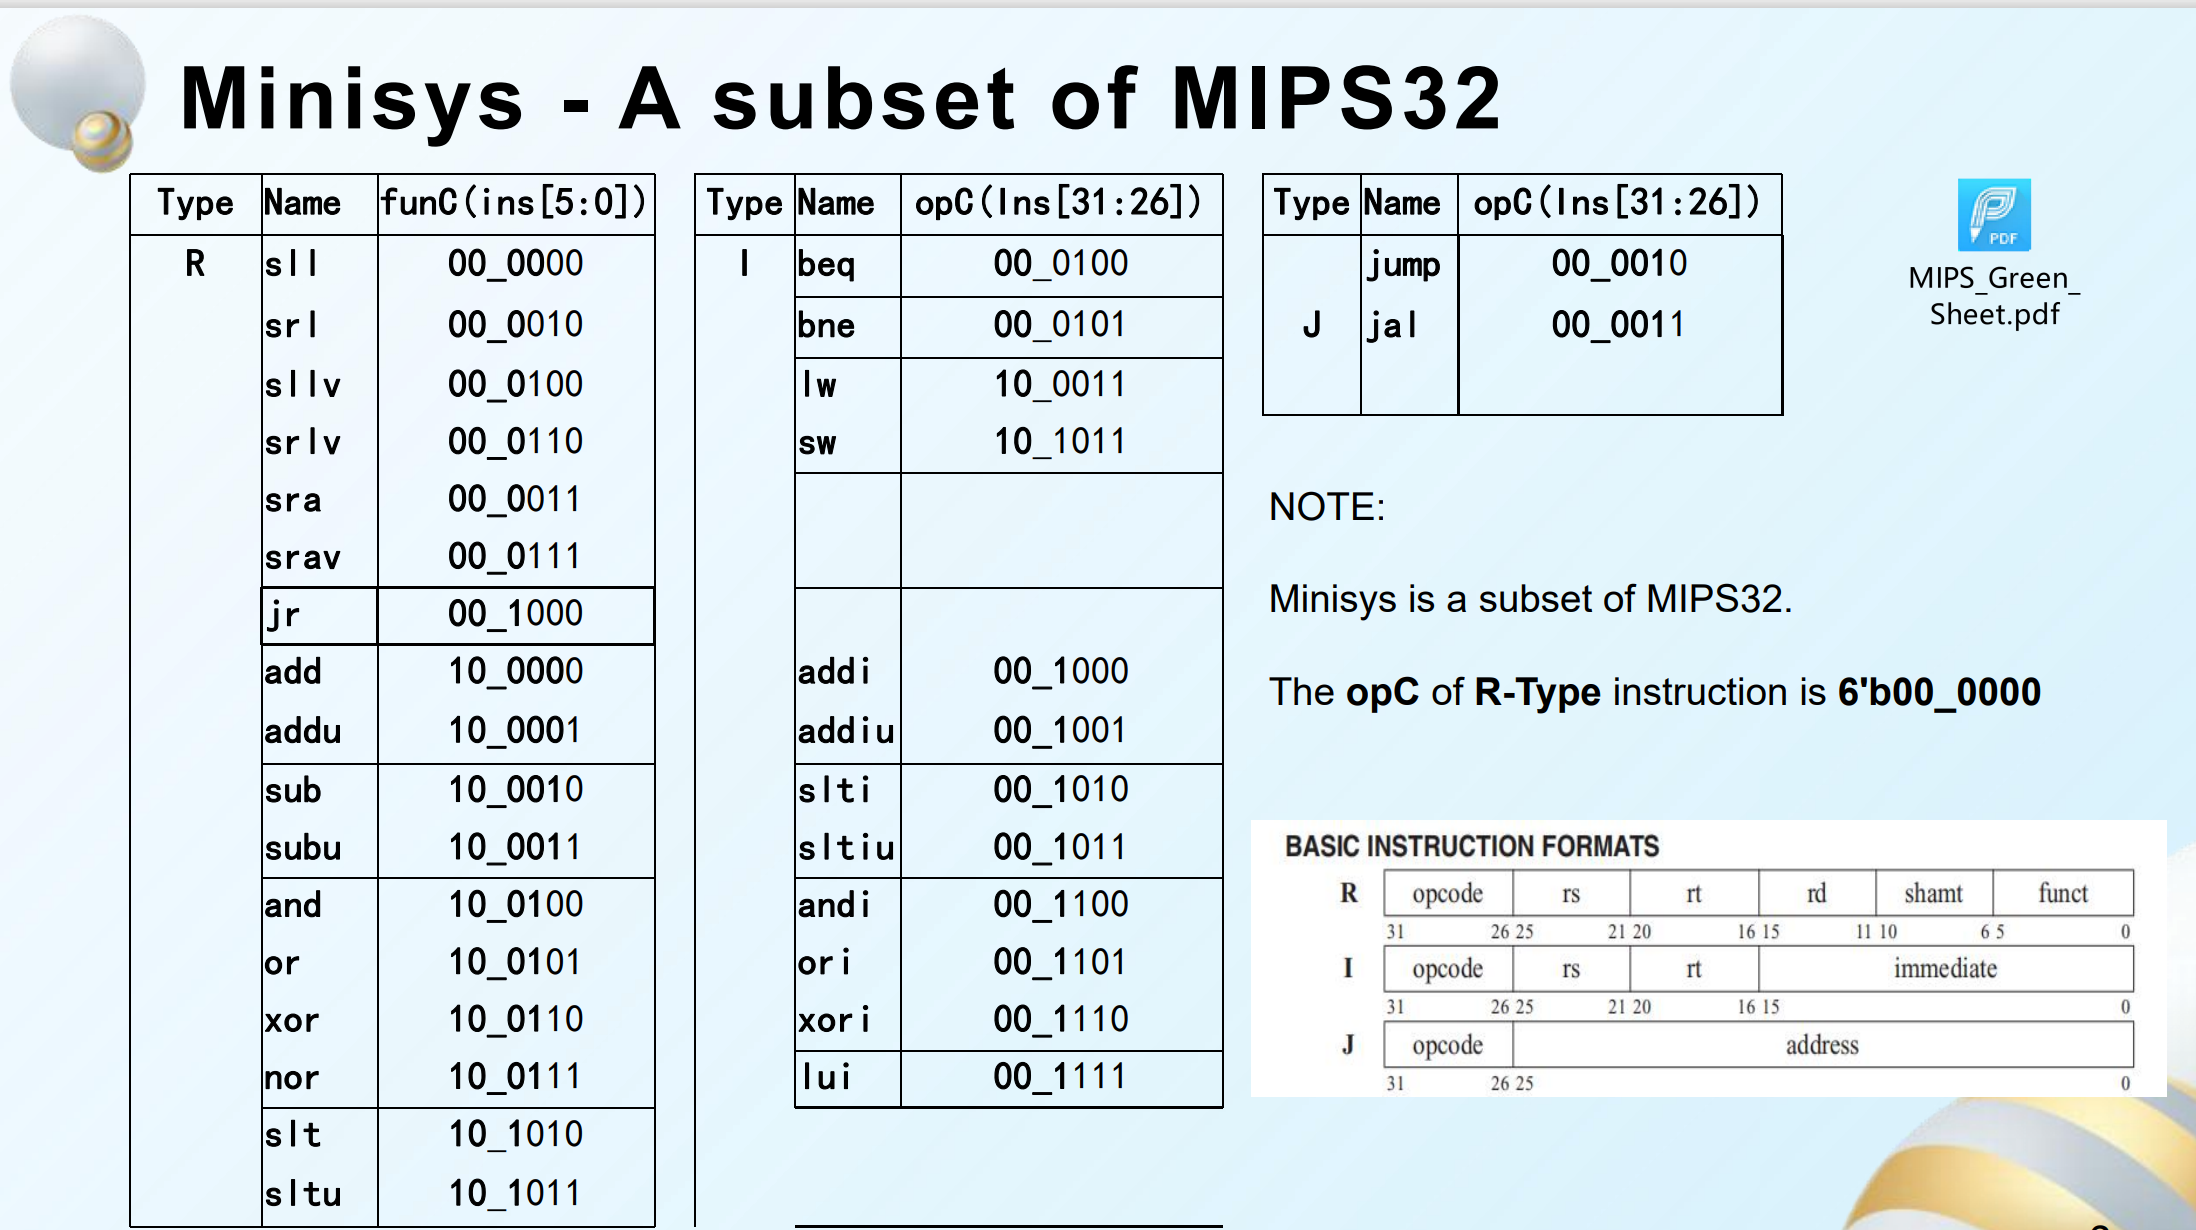 Minisys - A subset of MIPS32
Type Name funC(ins[5:0])
R sll 00_0000
srl 00_0010
sllv 00_0100
srlv 00_0110
sra 00_0011
srav 00_0111
jr 00_1000
add 10_0000
addu 10_0001
sub 10_0010
subu 10_0011
and 10_0100
or 10_0101
xor 10_0110
nor 10_0111
slt 10_1010
sltu 10_1011
Type Name opC(Ins[31:26])
I beq 00_0100
bne 00_0101
lw 10_0011
sw 10_1011
addi 00_1000
addiu 00_1001
slti 00_1010
sltiu 00_1011
andi 00_1100
ori 00_1101
xori 00_1110
lui 00_1111
Type Name opC(Ins[31:26])
jump 00_0010
J jal 00_0011
PDF
MIPS_Green_
Sheet.pdf
NOTE:
Minisys is a subset of MIPS32.
The opC of R-Type instruction is 6'b00_0000
BASIC INSTRUCTION FORMATS
R opcode rs rt rd shamt funct
31 26 25 21 20 16 15 11 10 6 5 0
I opcode rs rt immediate
31 26 25 21 20 16 15 0
J opcode address
31 26 25 0